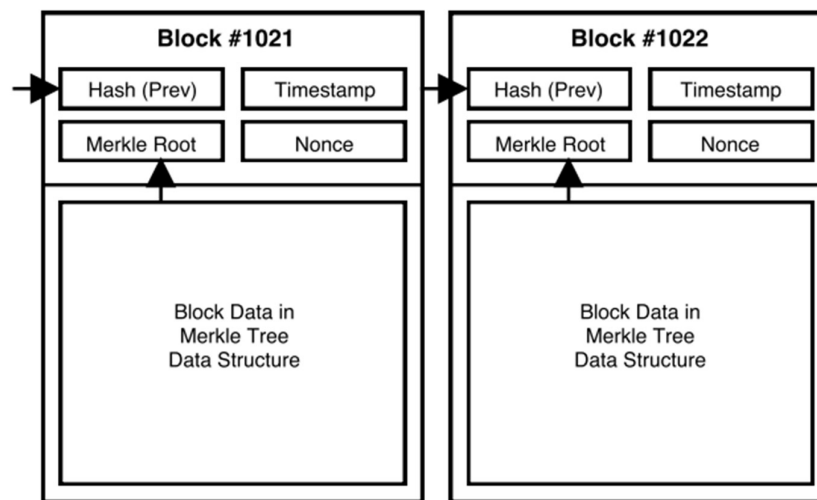 Block #1021
Hash (Prev)
Timestamp
Merkle Root
Nonce
Block Data in
Merkle Tree
Data Structure
Block #1022
Hash (Prev)
Timestamp
Merkle Root
Nonce
Block Data in
Merkle Tree
Data Structure